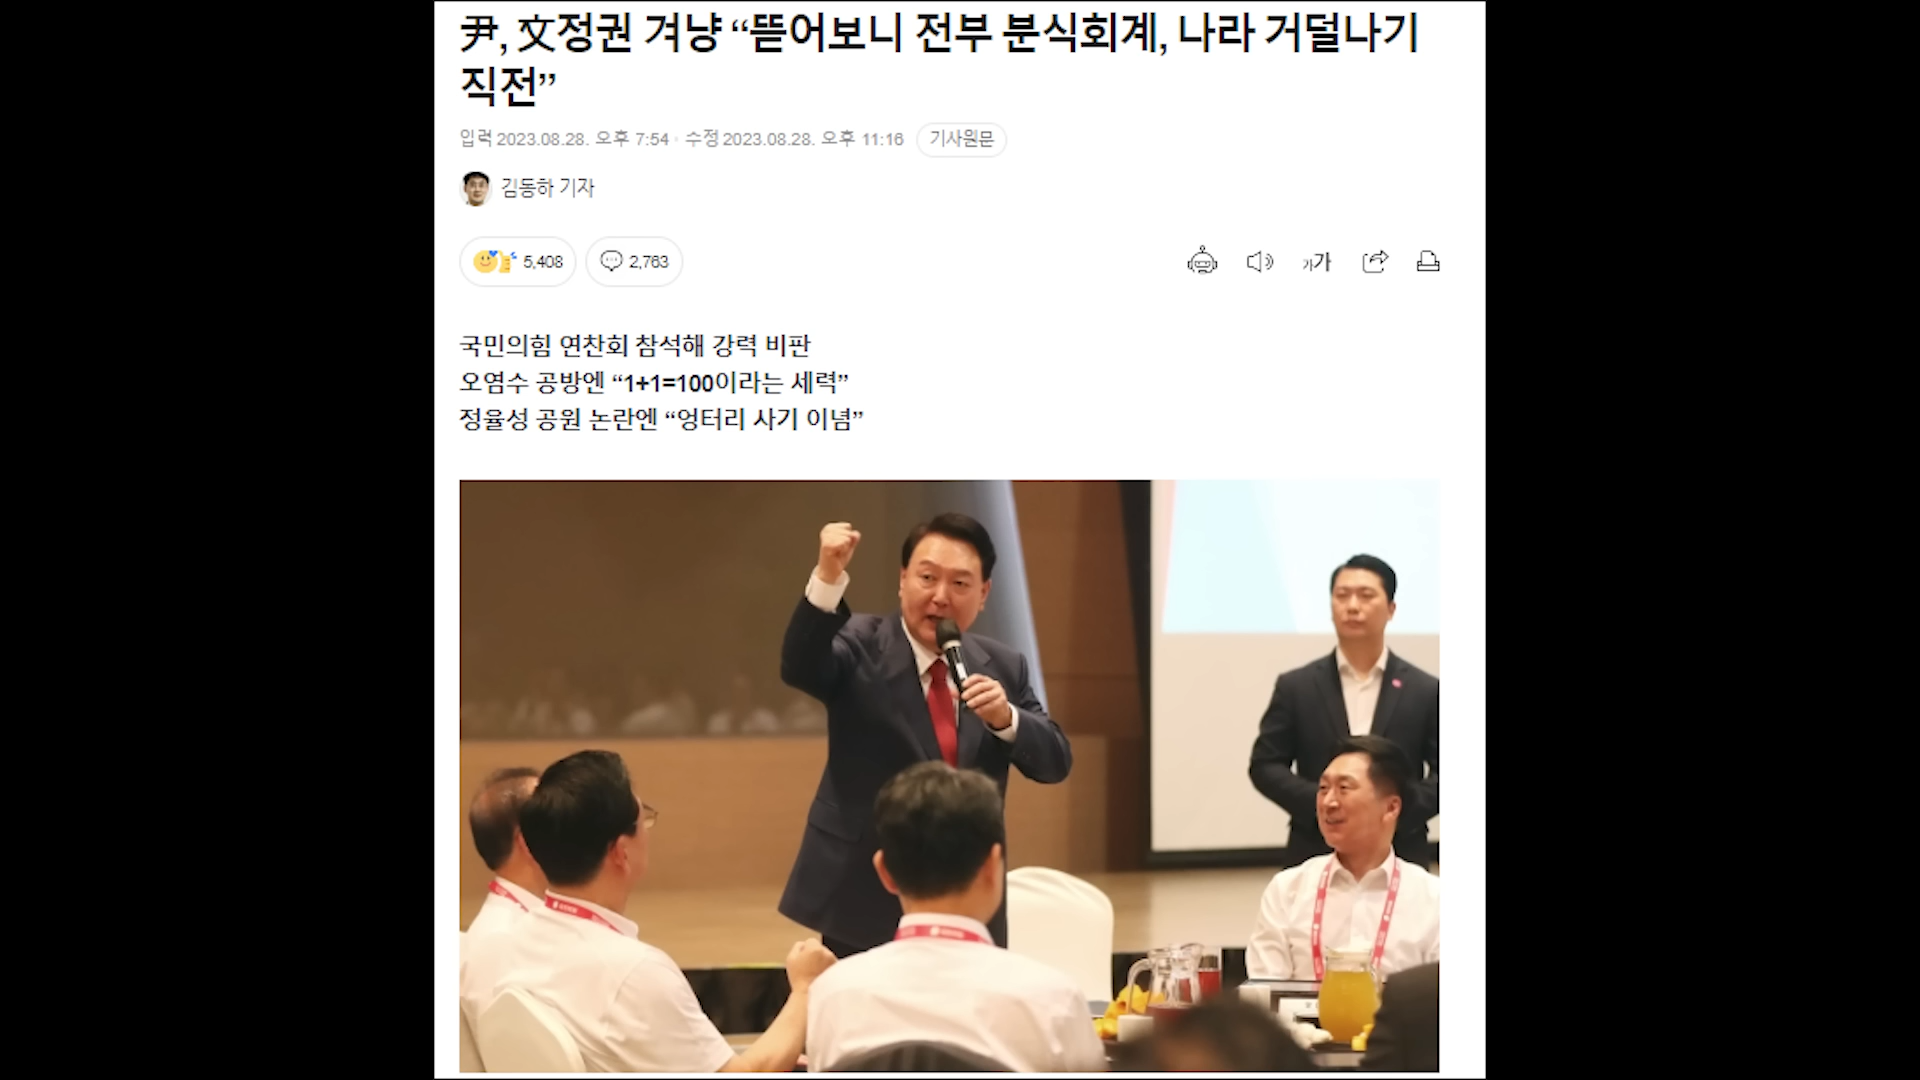 尹, 文정권 겨냥 “뜯어보니 전부 분식회계, 나라 거덜나기
직전”
입력 2023.08.28. 오후 7:54 · 수정 2023.08.28. 오후 11:16 기사원문
김동하 기자
5,408 2,763 가가
국민의힘 연찬회 참석해 강력 비판
오염수 공방엔 “1+1=100이라는 세력”
정율성 공원 논란엔 “엉터리 사기 이념”